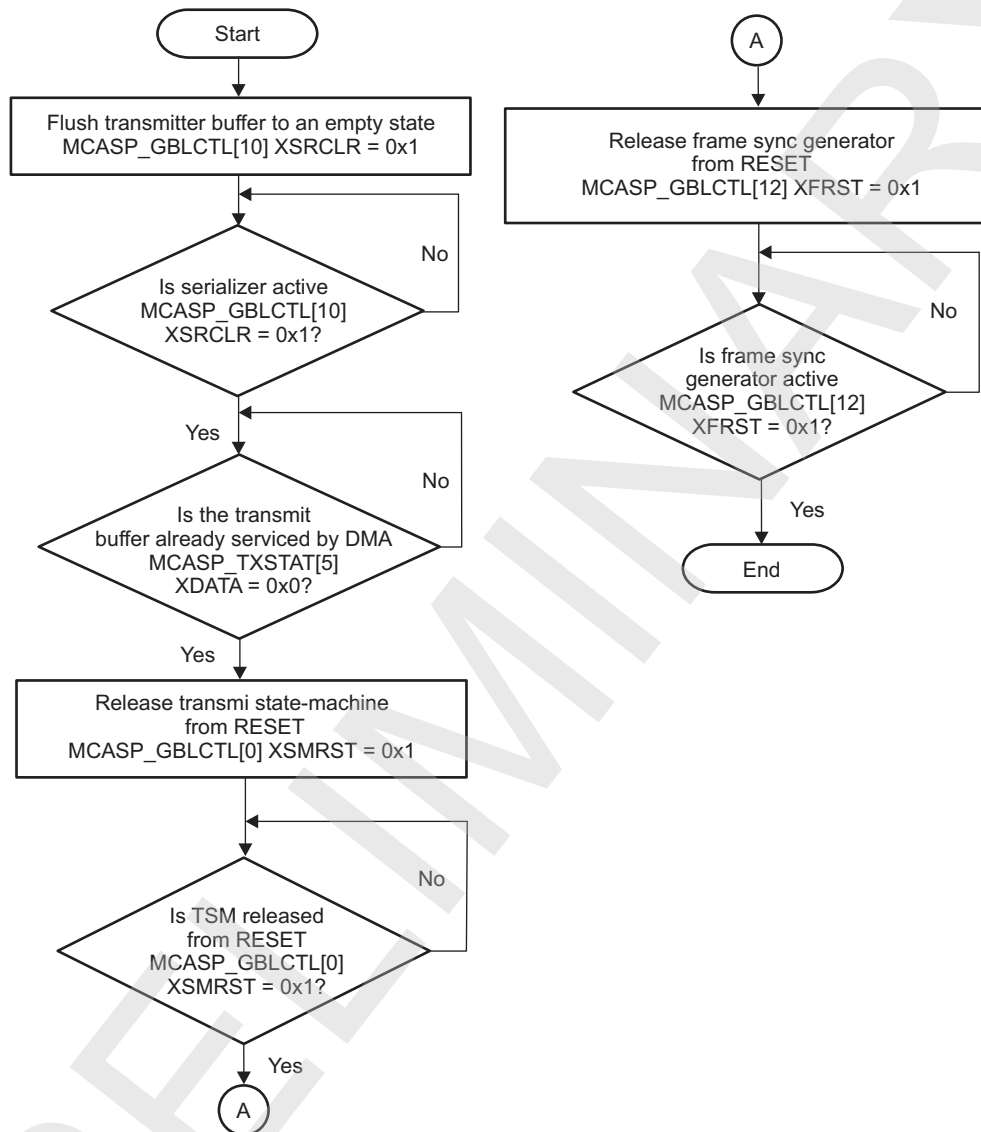 Start
Flush transmitter buffer to an empty state
MCASP_GBLCTL[10] XSRCLR = 0x1
No
Is serializer active
MCASP_GBLCTL[10]
XSRCLR = 0x1?
Yes
No
Is the transmit
buffer already serviced by DMA
MCASP_TXSTAT[5]
XDATA = 0x0?
Yes
Release transmi state-machine
from RESET
MCASP_GBLCTL[0] XSMRST = 0x1
No
Is TSM released
from RESET
MCASP_GBLCTL[0]
XSMRST = 0x1?
Yes
A
A
Release frame sync generator
from RESET
MCASP_GBLCTL[12] XFRST = 0x1
No
Is frame sync
generator active
MCASP_GBLCTL[12]
XFRST = 0x1?
Yes
End
ELIMINAR